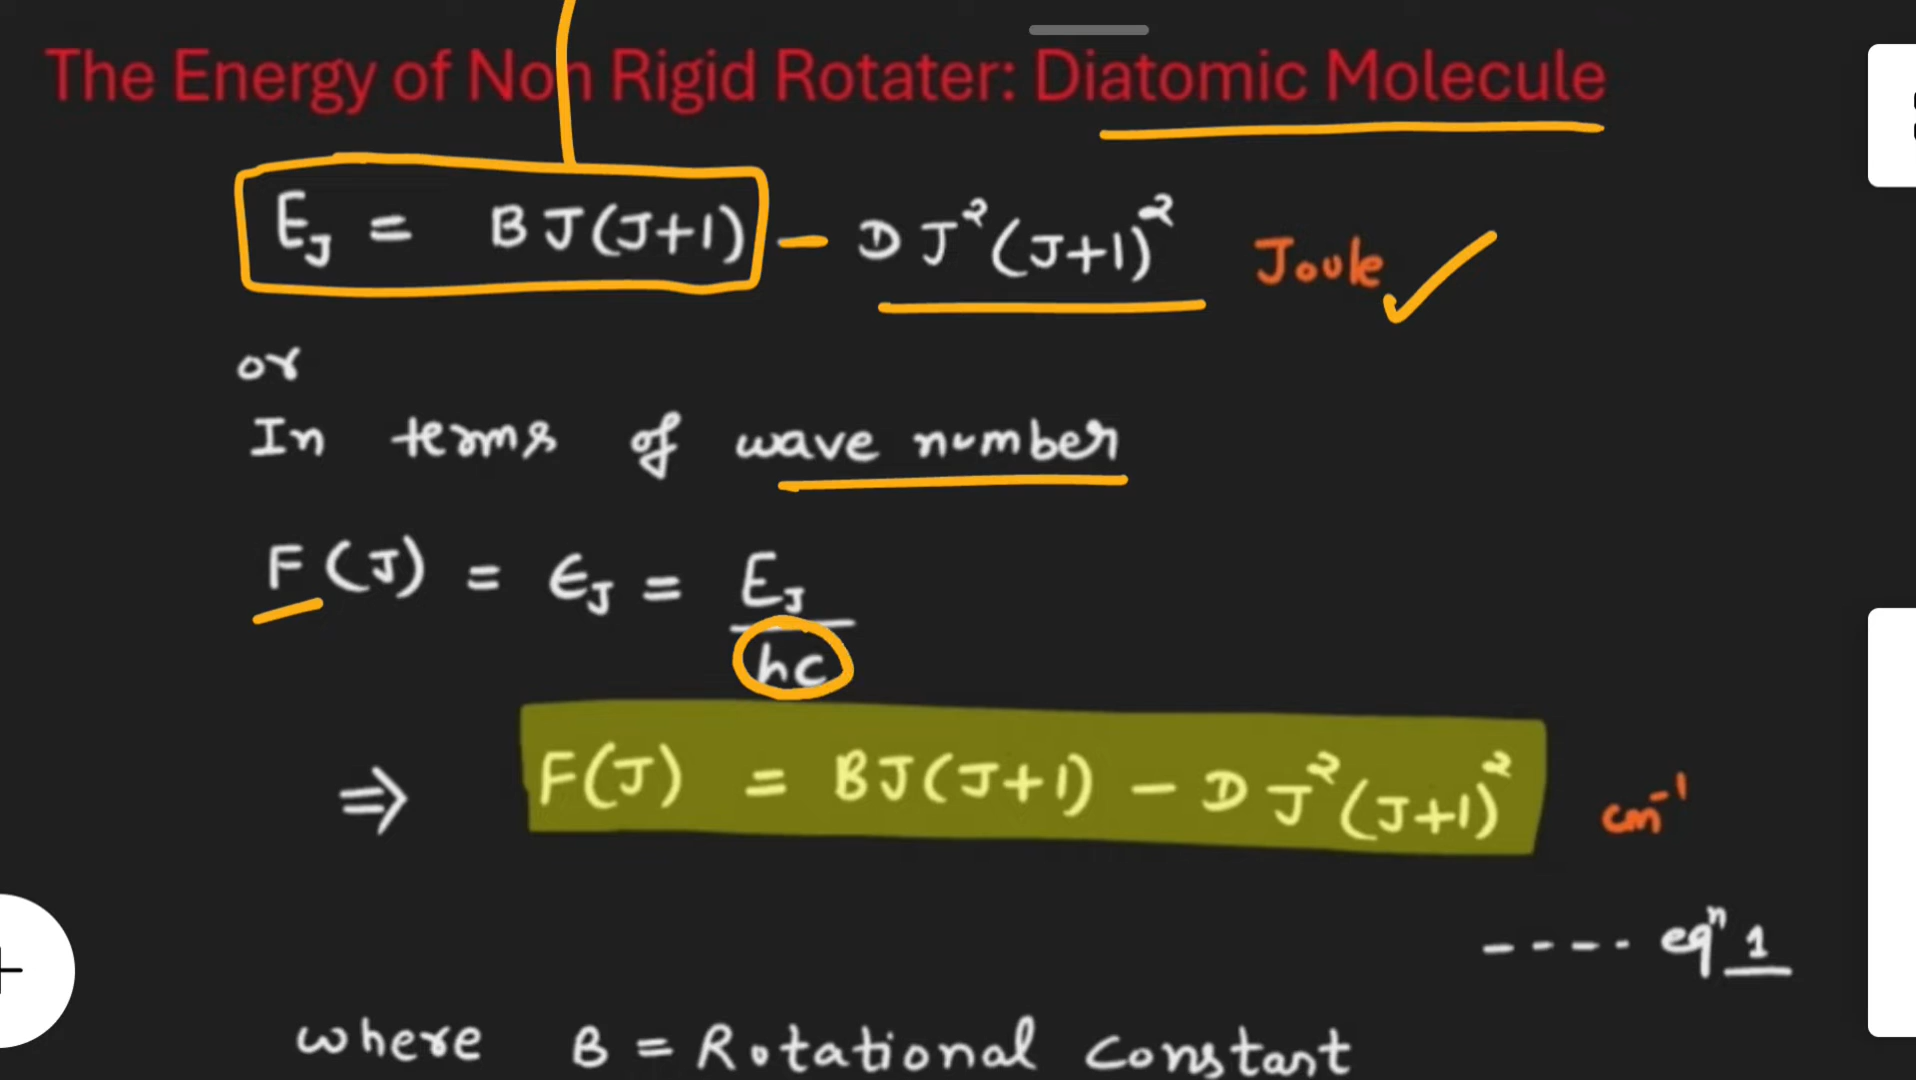 The Energy of Non Rigid Rotater: Diatomic Molecule
E_J = BJ(J+1) - DJ²(J+1)² Joule ✓
or
In terms of wave number
F(J) = ϵ_J = E_J / hc
⇒ F(J) = BJ(J+1) - DJ²(J+1)² cm⁻¹
---- eqⁿ 1
where B = Rotational Constant